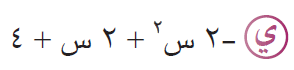 ي -٢ س٢ + ٢ س + ٤